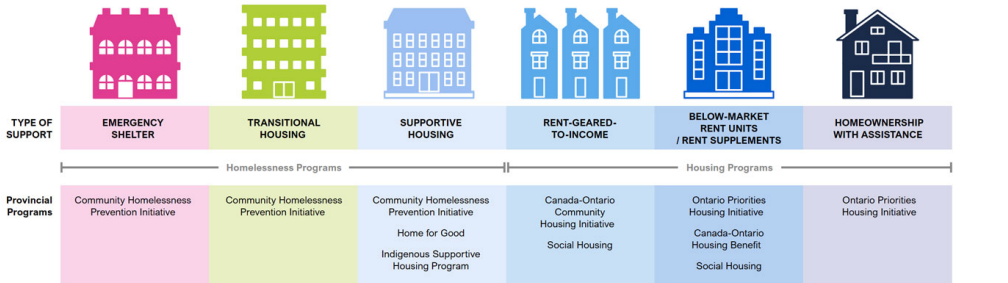 TYPE OF
SUPPORT
EMERGENCY
SHELTER
TRANSITIONAL
HOUSING
SUPPORTIVE
HOUSING
RENT-GEARED-
TO-INCOME
BELOW-MARKET
RENT UNITS
/ RENT SUPPLEMENTS
HOMEOWNERSHIP
WITH ASSISTANCE
Homelessness Programs
Housing Programs
Provincial
Programs
Community Homelessness
Prevention Initiative
Community Homelessness
Prevention Initiative
Community Homelessness
Prevention Initiative
Home for Good
Indigenous Supportive
Housing Program
Canada-Ontario
Community
Housing Initiative
Social Housing
Ontario Priorities
Housing Initiative
Canada-Ontario
Housing Benefit
Social Housing
Ontario Priorities
Housing Initiative